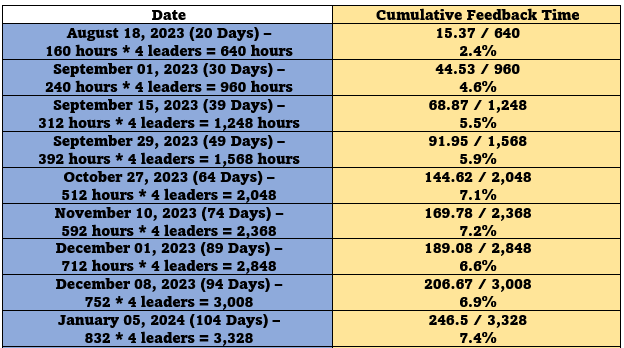 Date
Cumulative Feedback Time
August 18, 2023 (20 Days) –
160 hours * 4 leaders = 640 hours
15.37 / 640
2.4%
September 01, 2023 (30 Days) –
240 hours * 4 leaders = 960 hours
44.53 / 960
4.6%
September 15, 2023 (39 Days) –
312 hours * 4 leaders = 1,248 hours
68.87 / 1,248
5.5%
September 29, 2023 (49 Days) –
392 hours * 4 leaders = 1,568 hours
91.95 / 1,568
5.9%
October 27, 2023 (64 Days) –
512 hours * 4 leaders = 2,048
144.62 / 2,048
7.1%
November 10, 2023 (74 Days) –
592 hours * 4 leaders = 2,368
169.78 / 2,368
7.2%
December 01, 2023 (89 Days) –
712 hours * 4 leaders = 2,848
189.08 / 2,848
6.6%
December 08, 2023 (94 Days) –
752 * 4 leaders = 3,008
206.67 / 3,008
6.9%
January 05, 2024 (104 Days) –
832 * 4 leaders = 3,328
246.5 / 3,328
7.4%